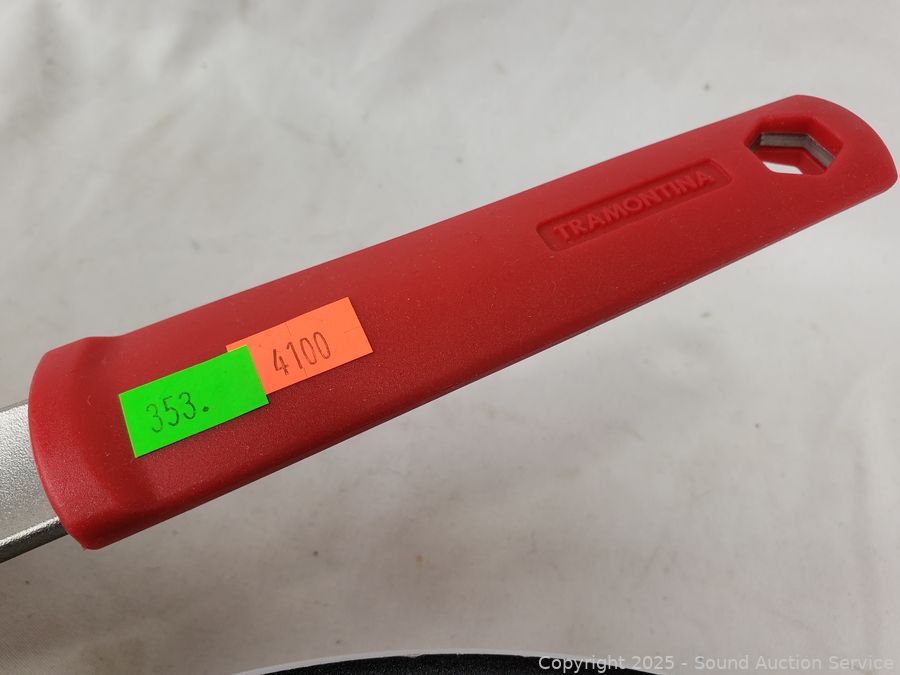 TRAMONTINA
4100
353.
Copyright 2025 - Sound Auction Service